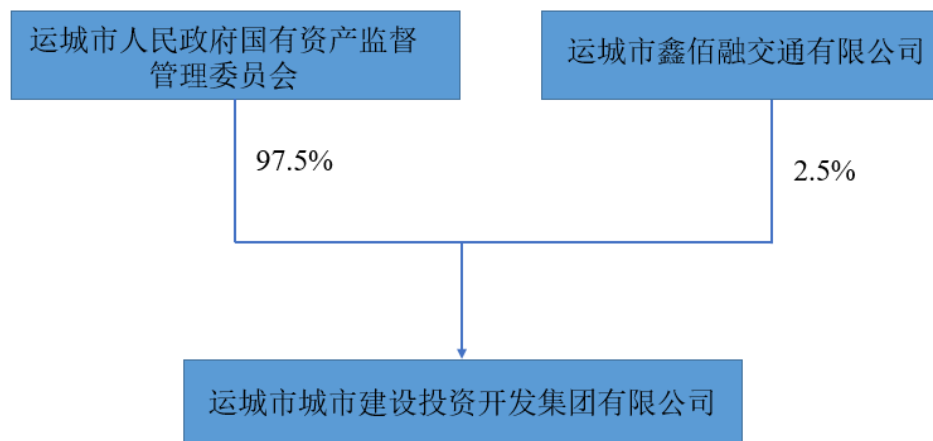 运城市人民政府国有资产监督
管理委员会
运城市鑫佰融交通有限公司
97.5%
2.5%
运城市城市建设投资开发集团有限公司